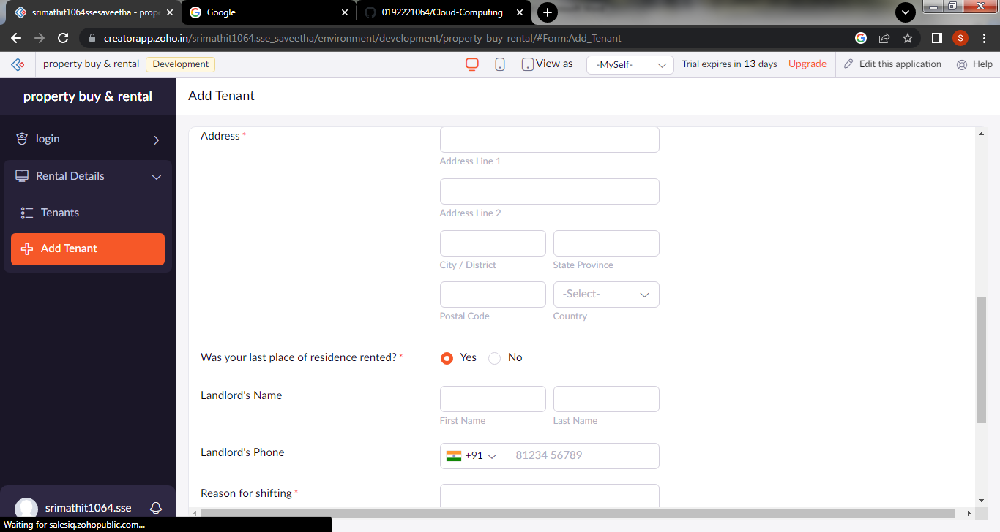 srimathit1064ssesaveetha - prop
Google
0192221064/Cloud-Computing
creatorapp.zoho.in/srimathit1064.sse_saveetha/environment/development/property-buy-rental/#Form:Add_Tenant
S
property buy & rental
Development
View as
-MySelf-
Trial expires in 13 days
Upgrade
Edit this application
Help
property buy & rental
login
Rental Details
Tenants
Add Tenant
srimathit1064.sse
Waiting for salesiq.zohopublic.com...
Add Tenant
Address *
Address Line 1
Address Line 2
City / District
State Province
Postal Code
-Select-
Country
Was your last place of residence rented? *
Yes
No
Landlord's Name
First Name
Last Name
Landlord's Phone
+91
81234 56789
Reason for shifting *